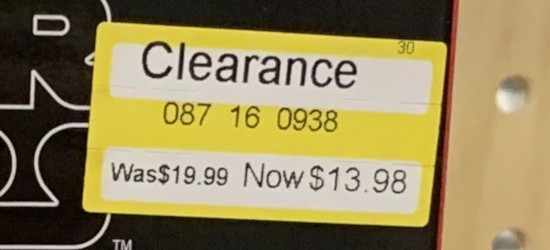 30
Clearance
087 16 0938
Was$19.99 Now$13.98
TM